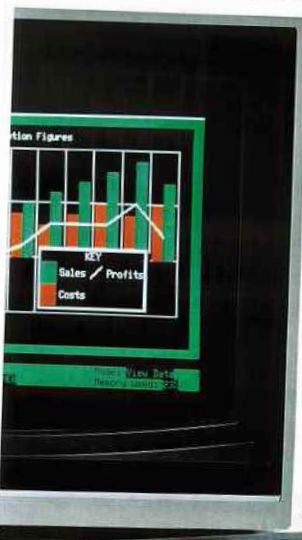 tion Figures
KEY
Sales / Profits
Costs
Mode: View Data
Memory used: